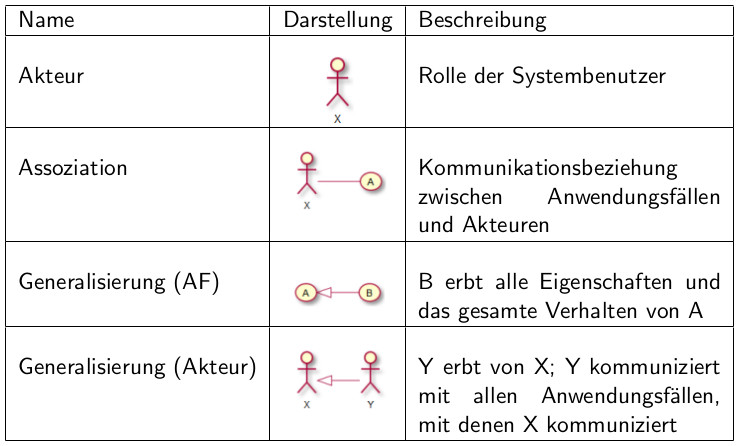 Name Darstellung Beschreibung
Akteur Rolle der Systembenutzer
X
Assoziation Kommunikationsbeziehung
A
zwischen Anwendungsfällen
X
und Akteuren
Generalisierung (AF) B erbt alle Eigenschaften und
A B
das gesamte Verhalten von A
Generalisierung (Akteur) Y erbt von X; Y kommuniziert
mit allen Anwendungsfällen,
X Y
mit denen X kommuniziert